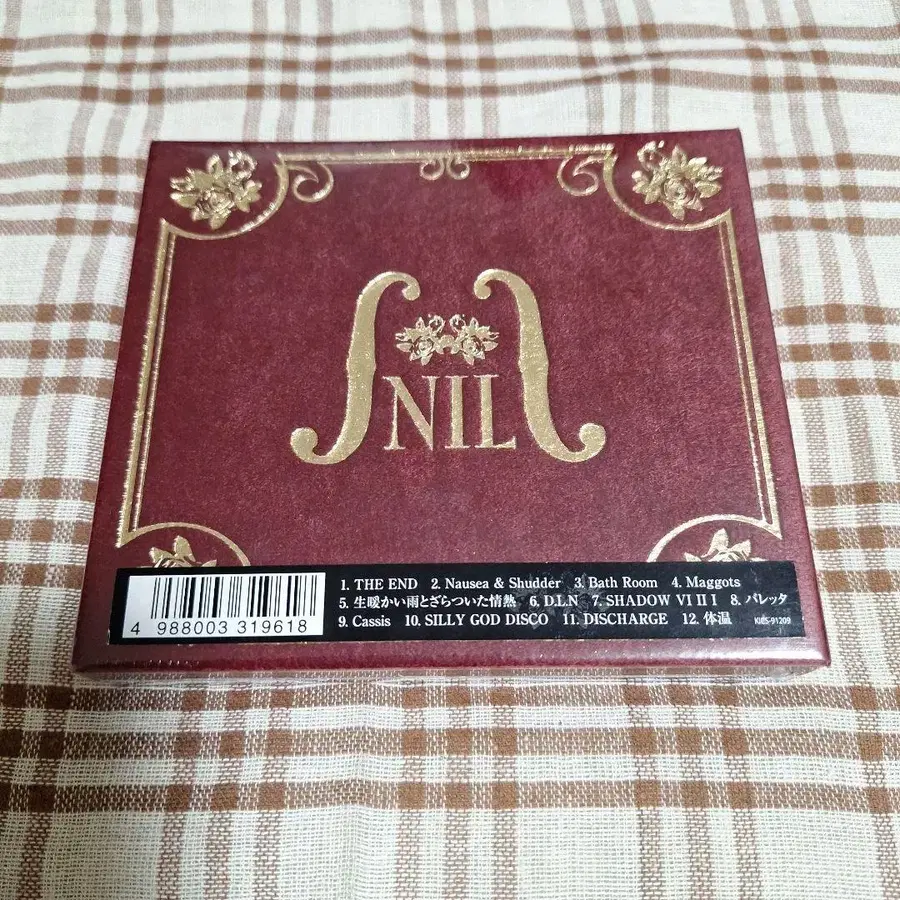 NIL
1. THE END 2. Nausea & Shudder 3. Bath Room 4. Maggots
5. 生暖かい雨とざらついた情熱 6. D.L.N 7. SHADOW VI II I 8. バレッタ
9. Cassis 10. SILLY GOD DISCO 11. DISCHARGE 12. 体温 KICS-91209
4 988003 319618